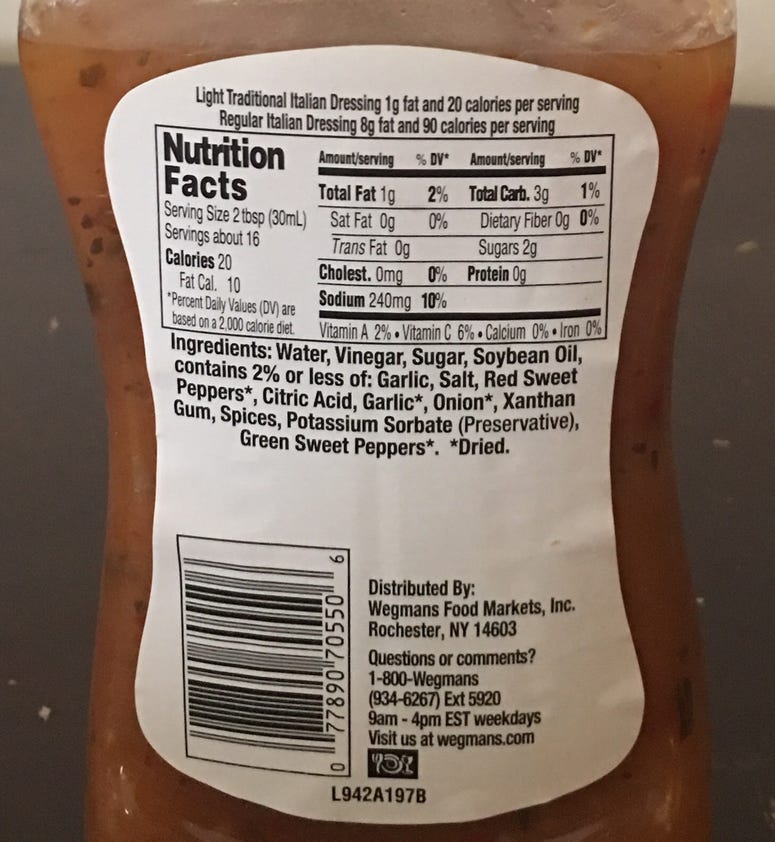 Light Traditional Italian Dressing 1g fat and 20 calories per serving
Regular Italian Dressing 8g fat and 90 calories per serving
Nutrition
Facts
Serving Size 2 tbsp (30mL)
Servings about 16
Calories 20
Fat Cal. 10
*Percent Daily Values (DV) are
based on a 2,000 calorie diet.
Amount/serving % DV* Amount/serving % DV*
Total Fat 1g 2% Total Carb. 3g 1%
Sat Fat 0g 0% Dietary Fiber 0g 0%
Trans Fat 0g Sugars 2g
Cholest. 0mg 0% Protein 0g
Sodium 240mg 10%
Vitamin A 2% • Vitamin C 6% • Calcium 0% • Iron 0%
Ingredients: Water, Vinegar, Sugar, Soybean Oil,
contains 2% or less of: Garlic, Salt, Red Sweet
Peppers*, Citric Acid, Garlic*, Onion*, Xanthan
Gum, Spices, Potassium Sorbate (Preservative),
Green Sweet Peppers*. *Dried.
0 77890 70550 6
Distributed By:
Wegmans Food Markets, Inc.
Rochester, NY 14603
Questions or comments?
1-800-Wegmans
(934-6267) Ext 5920
9am - 4pm EST weekdays
Visit us at wegmans.com
L942A197B